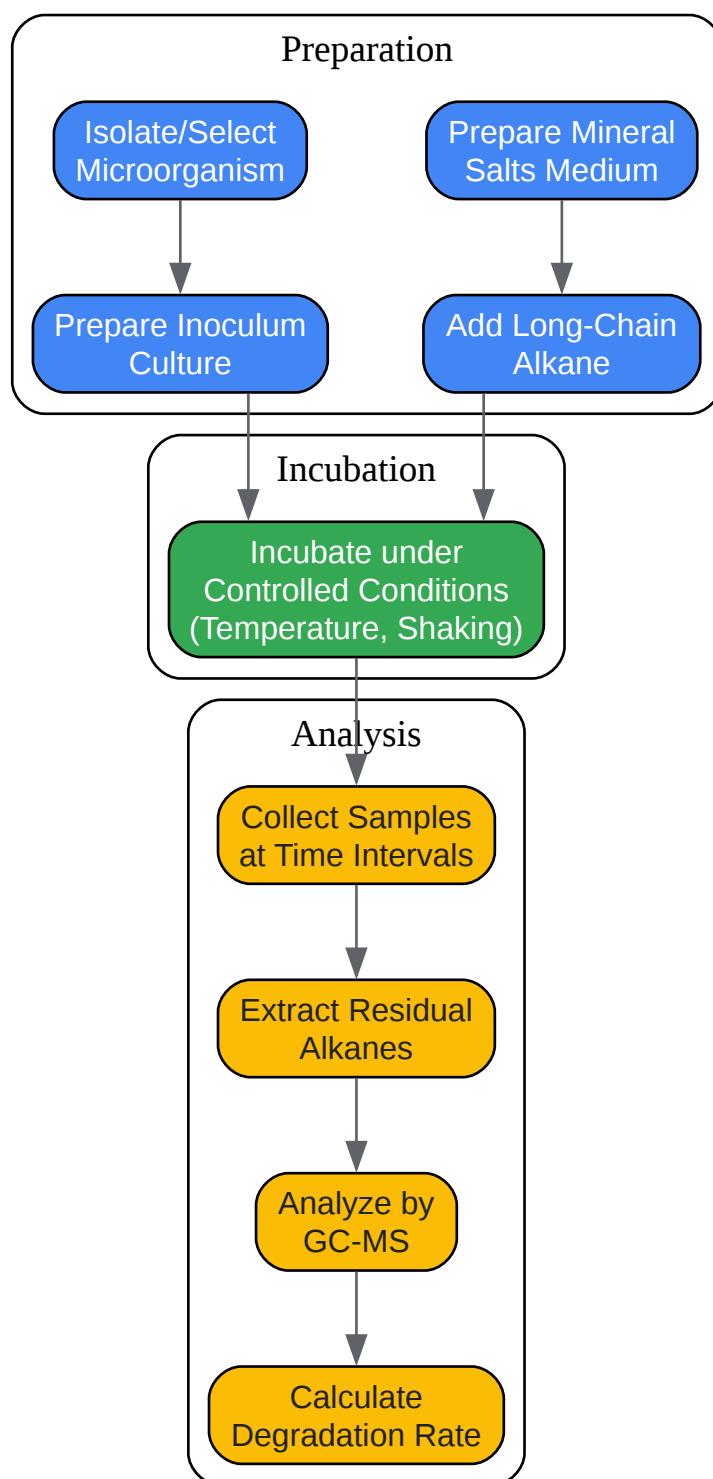 Preparation
Isolate/Select
Microorganism
Prepare Mineral
Salts Medium
Prepare Inoculum
Culture
Add Long-Chain
Alkane
Incubation
Incubate under
Controlled Conditions
(Temperature, Shaking)
Analysis
Collect Samples
at Time Intervals
Extract Residual
Alkanes
Analyze by
GC-MS
Calculate
Degradation Rate